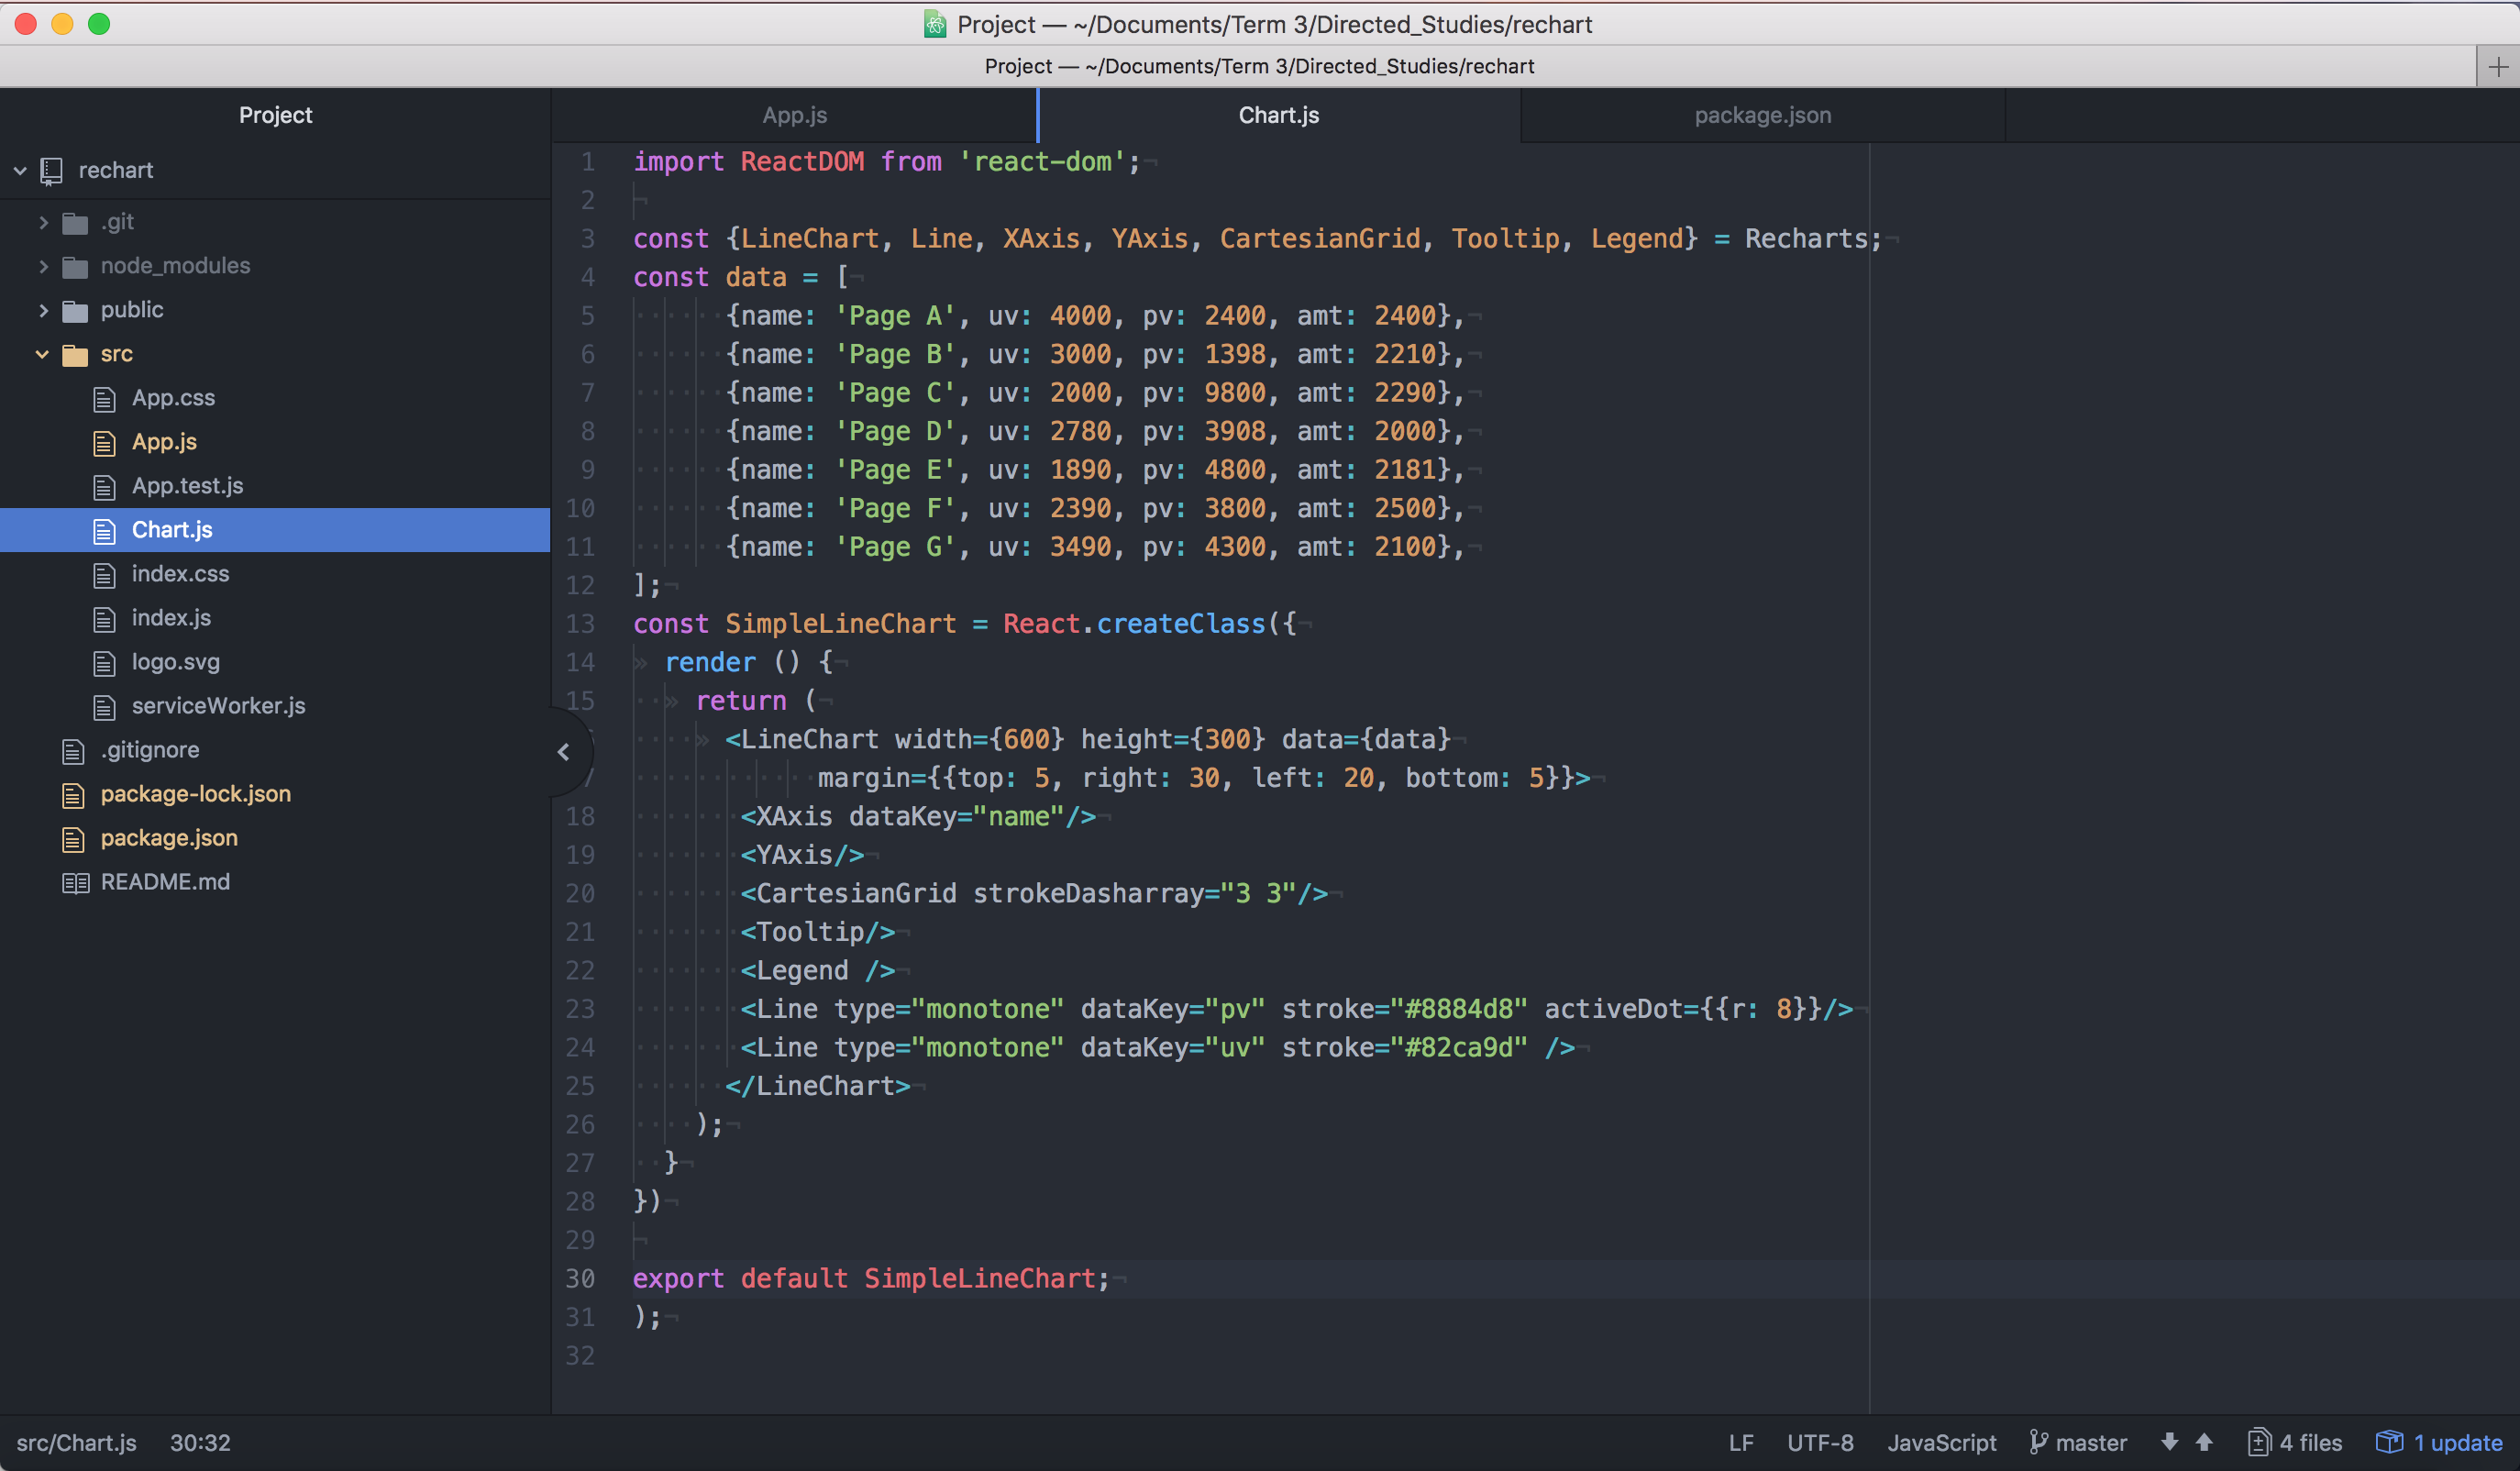 Project — ~/Documents/Term 3/Directed_Studies/rechart
Project — ~/Documents/Term 3/Directed_Studies/rechart
Project
rechart
.git
node_modules
public
src
App.css
App.js
App.test.js
Chart.js
index.css
index.js
logo.svg
serviceWorker.js
.gitignore
package-lock.json
package.json
README.md
App.js
Chart.js
package.json
1 import ReactDOM from 'react-dom';
2
3 const {LineChart, Line, XAxis, YAxis, CartesianGrid, Tooltip, Legend} = Recharts;
4 const data = [
5 {name: 'Page A', uv: 4000, pv: 2400, amt: 2400},
6 {name: 'Page B', uv: 3000, pv: 1398, amt: 2210},
7 {name: 'Page C', uv: 2000, pv: 9800, amt: 2290},
8 {name: 'Page D', uv: 2780, pv: 3908, amt: 2000},
9 {name: 'Page E', uv: 1890, pv: 4800, amt: 2181},
10 {name: 'Page F', uv: 2390, pv: 3800, amt: 2500},
11 {name: 'Page G', uv: 3490, pv: 4300, amt: 2100},
12 ];
13 const SimpleLineChart = React.createClass({
14 render () {
15 return (
<LineChart width={600} height={300} data={data}
margin={{top: 5, right: 30, left: 20, bottom: 5}}>
18 <XAxis dataKey="name"/>
19 <YAxis/>
20 <CartesianGrid strokeDasharray="3 3"/>
21 <Tooltip/>
22 <Legend />
23 <Line type="monotone" dataKey="pv" stroke="#8884d8" activeDot={{r: 8}}/>
24 <Line type="monotone" dataKey="uv" stroke="#82ca9d" />
25 </LineChart>
26 );
27 }
28 })
29
30 export default SimpleLineChart;
31 );
32
src/Chart.js 30:32
LF UTF-8 JavaScript master 4 files 1 update